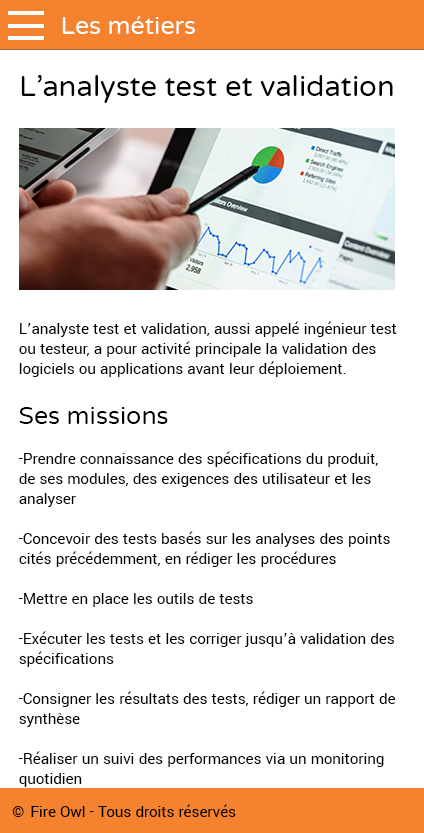 Les métiers
L'analyste test et validation
Direct Traffic
Search Engines
Referring Sites
Visitors
2,958
Content Overview
Pages
L'analyste test et validation, aussi appelé ingénieur test
ou testeur, a pour activité principale la validation des
logiciels ou applications avant leur déploiement.
Ses missions
-Prendre connaissance des spécifications du produit,
de ses modules, des exigences des utilisateur et les
analyser
-Concevoir des tests basés sur les analyses des points
cités précédemment, en rédiger les procédures
-Mettre en place les outils de tests
-Exécuter les tests et les corriger jusqu'à validation des
spécifications
-Consigner les résultats des tests, rédiger un rapport de
synthèse
-Réaliser un suivi des performances via un monitoring
quotidien
© Fire Owl - Tous droits réservés